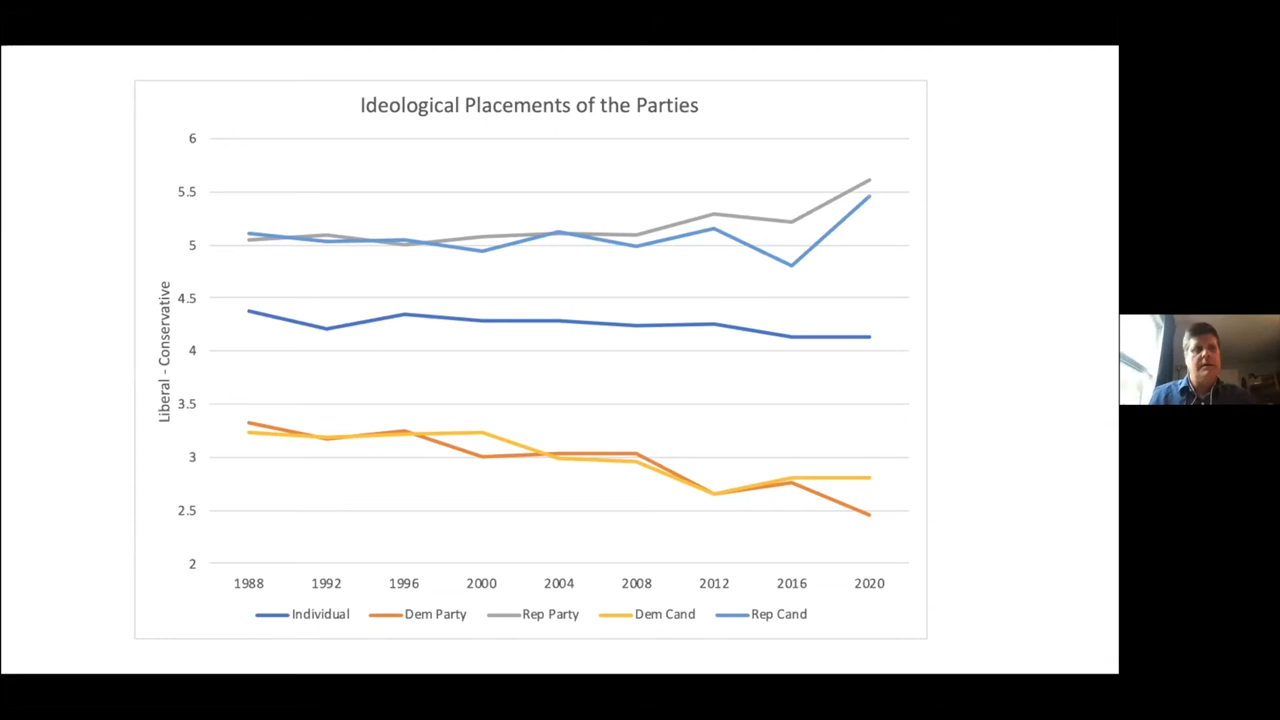 Ideological Placements of the Parties
Liberal - Conservative
6
5.5
5
4.5
4
3.5
3
2.5
2
1988 1992 1996 2000 2004 2008 2012 2016 2020
Individual Dem Party Rep Party Dem Cand Rep Cand